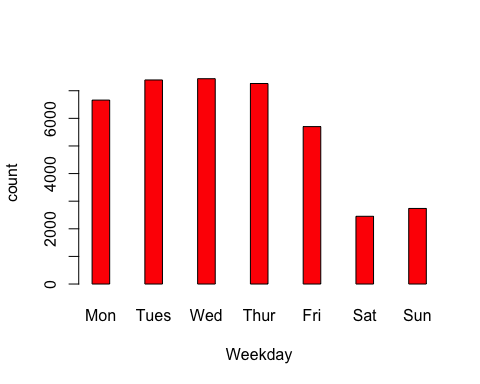 count
6000
4000
2000
0
Mon Tues Wed Thur Fri Sat Sun
Weekday